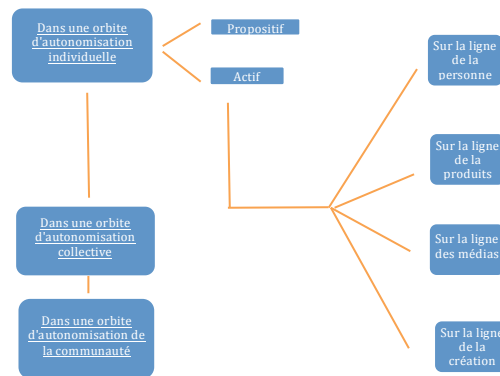 Dans une orbite
d'autonomisation
individuelle
Propositif
Actif
Sur la ligne
de la
personne
Sur la ligne
de la
produits
Dans une orbite
d'autonomisation
collective
Sur la ligne
des médias
Dans une orbite
d'autonomisation de
la communauté
Sur la ligne
de la
création